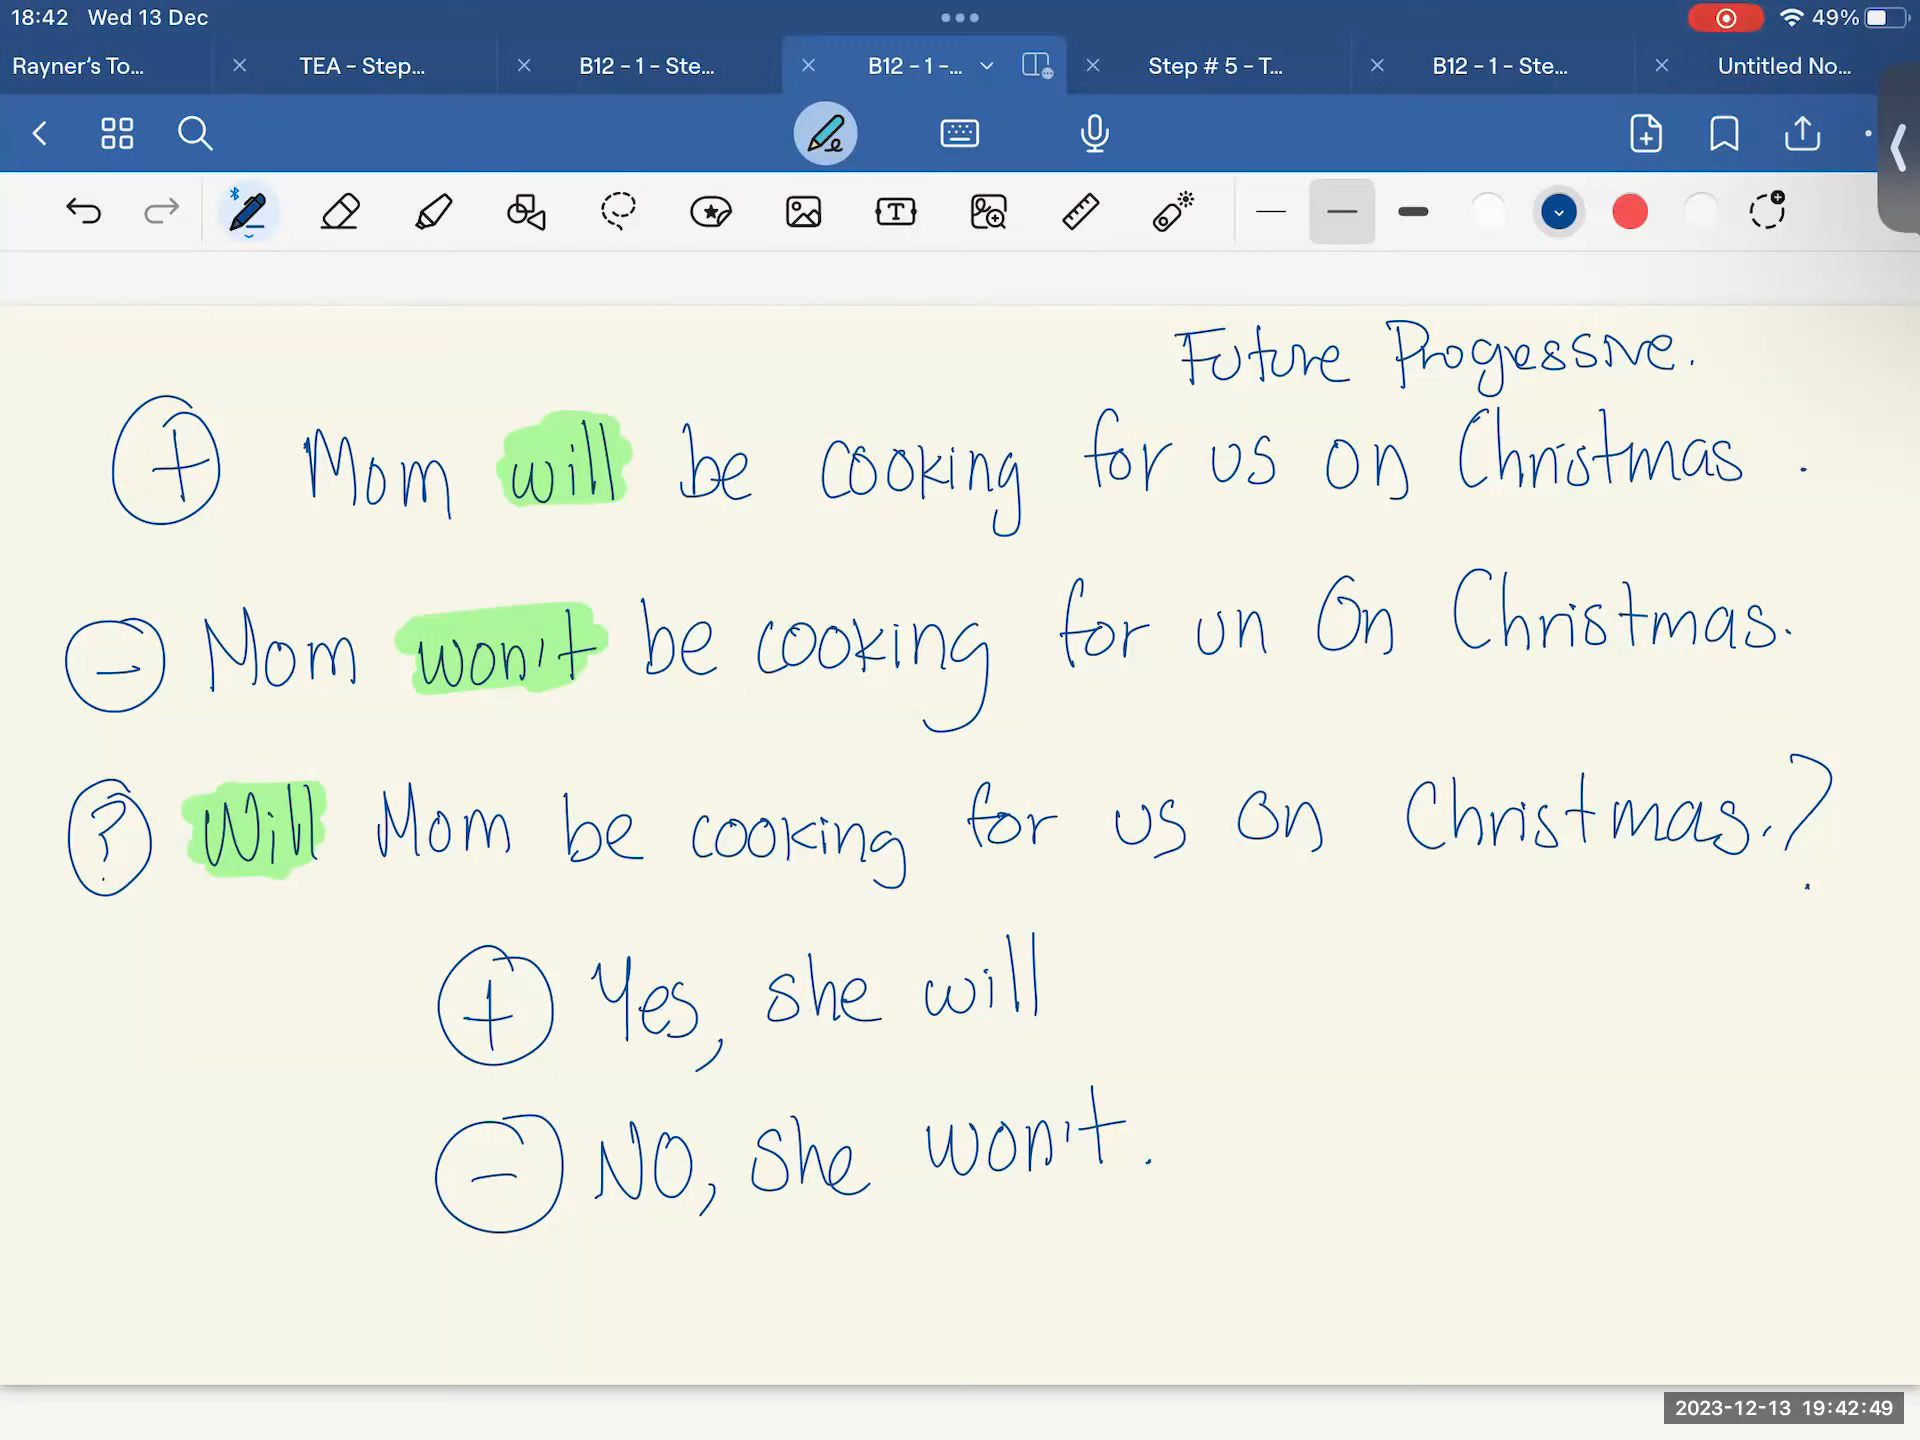 18:42 Wed 13 Dec 49%
Rayner's To... TEA - Step... B12 - 1 - Ste... B12 - 1 -... Step # 5 - T... B12 - 1 - Ste... Untitled No...
Future Progessive.
+ Mom will be cooking for us on Christmas .
- Mom won't be cooking for un On Christmas.
? Will Mom be cooking for us on Christmas.?
+ Yes, she will
- NO, she won't.
2023-12-13 19:42:49